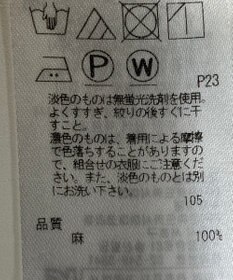 P
W
P23
淡色のものは無蛍光洗剤を使用。
よくすすぎ、絞りの後すぐに干
すこと。
濃色のものは、着用による摩擦
で色落ちすることがありますの
で、組合せの衣服にご注意くだ
さい。また、淡色のものとは別
にお洗い下さい。
105
品質
麻 100%